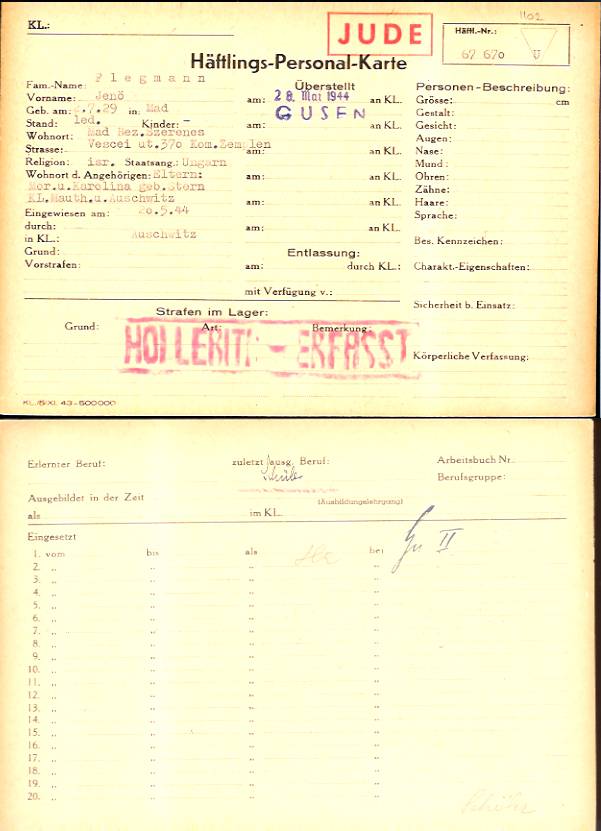 1102
KL.:
JUDE
Häftl.-Nr.:
67 670 U
Häftlings-Personal-Karte
Fam.-Name: Flegmann
Vorname: Jenö
Geb. am: .7.29 in: Mad
Stand: led. Kinder: -
Wohnort: Mad Bez.Szerenes
Strasse: Vescei ut.370 Kom.Zemplen
Religion: isr. Staatsang.: Ungarn
Wohnort d. Angehörigen: Eltern:
Mor.u.Karolina geb.Stern
KL.Mauth.u.Auschwitz
Eingewiesen am: 20.5.44
durch:
in KL.: Auschwitz
Grund:
Vorstrafen:
Überstellt
am: 28. Mai 1944 an KL.
GUSEN
am: an KL.
am: an KL.
am: an KL.
am: an KL.
am: an KL.
Entlassung:
am: durch KL.:
mit Verfügung v.:
Personen-Beschreibung:
Grösse: cm
Gestalt:
Gesicht:
Augen:
Nase:
Mund:
Ohren:
Zähne:
Haare:
Sprache:
Bes. Kennzeichen:
Charakt.-Eigenschaften:
Sicherheit b. Einsatz:
Körperliche Verfassung:
Strafen im Lager:
Grund: Art: Bemerkung:
HOLLERITH - ERFASST
KL./5/XI. 43-500000
Erlernter Beruf: zuletzt ausg. Beruf: Arbeitsbuch Nr.:
Schüler
Berufsgruppe:
Ausgebildet in der Zeit (Ausbildungslehrgang)
als im KL.
Eingesetzt
1. vom bis als bei Gu II
2. " " " "
3. " " " "
4. " " " "
5. " " " "
6. " " " "
7. " " " "
8. " " " "
9. " " " "
10. " " " "
11. " " " "
12. " " " "
13. " " " "
14. " " " "
15. " " " "
16. " " " "
17. " " " "
18. " " " "
19. " " " "
20. " " " "